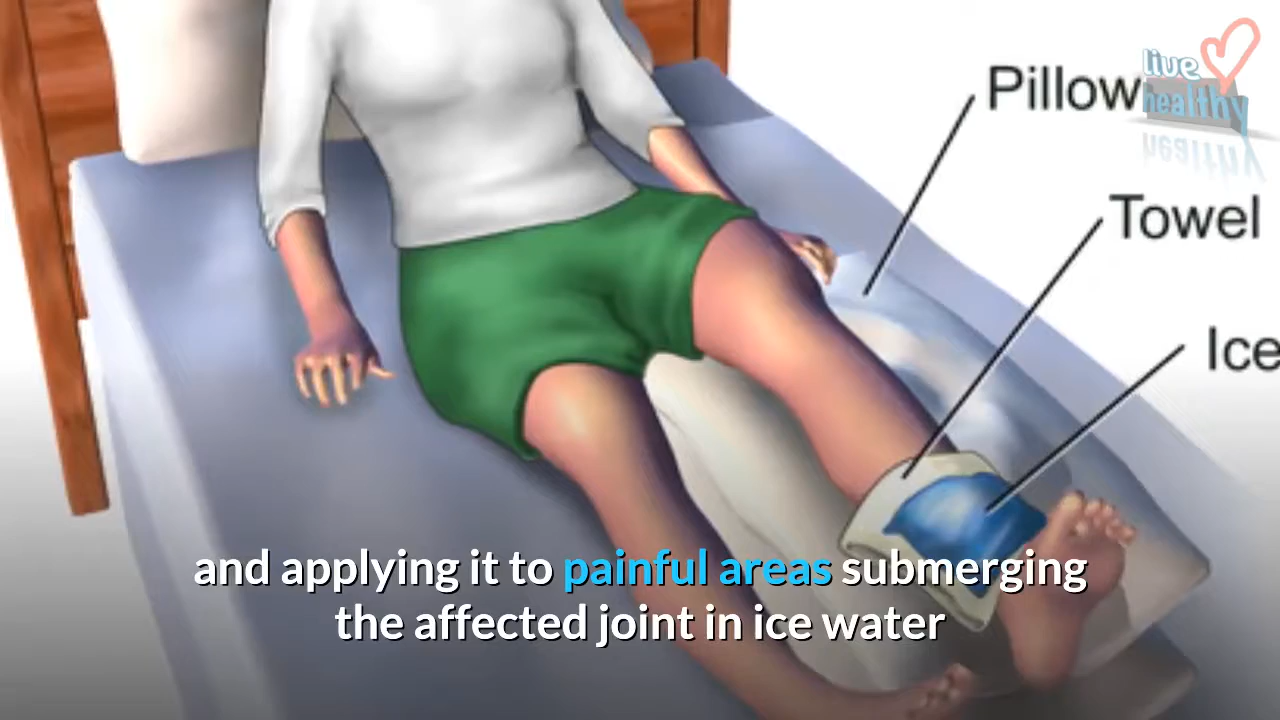 live
healthy
Pillow
Towel
Ice
and applying it to painful areas submerging
the affected joint in ice water